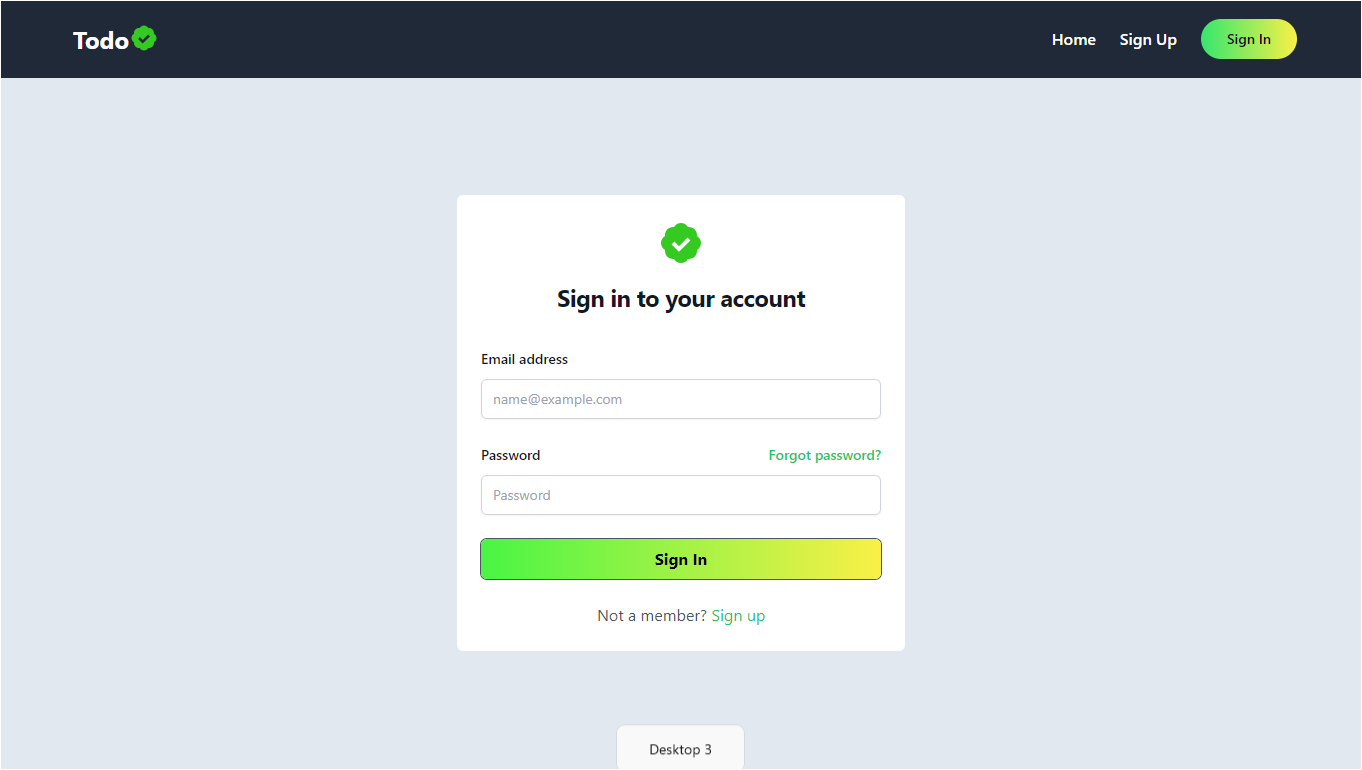 Todo
Home Sign Up Sign In
Sign in to your account
Email address
name@example.com
Password Forgot password?
Password
Sign In
Not a member? Sign up
Desktop 3